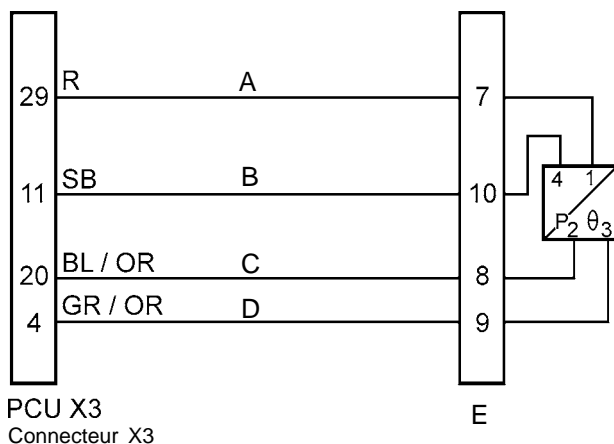 R A
29 7
4 1
SB B
11 10
P θ
2 3
BL / OR C
20 8
GR / OR D
4 9
PCU X3
E
Connecteur X3